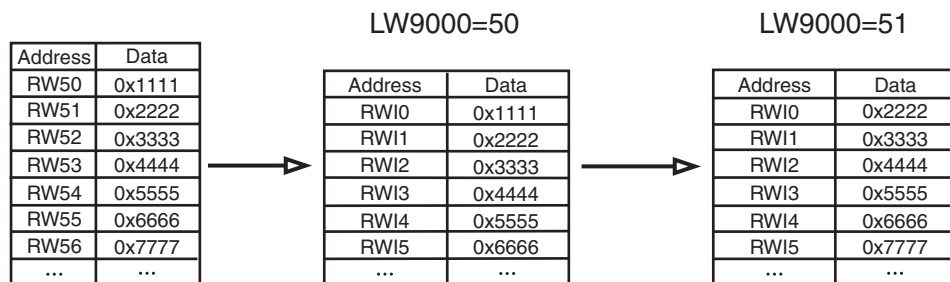 LW9000=50
LW9000=51
Address Data
RW50 0x1111
RW51 0x2222
RW52 0x3333
RW53 0x4444
RW54 0x5555
RW55 0x6666
RW56 0x7777
... ...
Address Data
RWI0 0x1111
RWI1 0x2222
RWI2 0x3333
RWI3 0x4444
RWI4 0x5555
RWI5 0x6666
... ...
Address Data
RWI0 0x2222
RWI1 0x3333
RWI2 0x4444
RWI3 0x5555
RWI4 0x6666
RWI5 0x7777
... ...